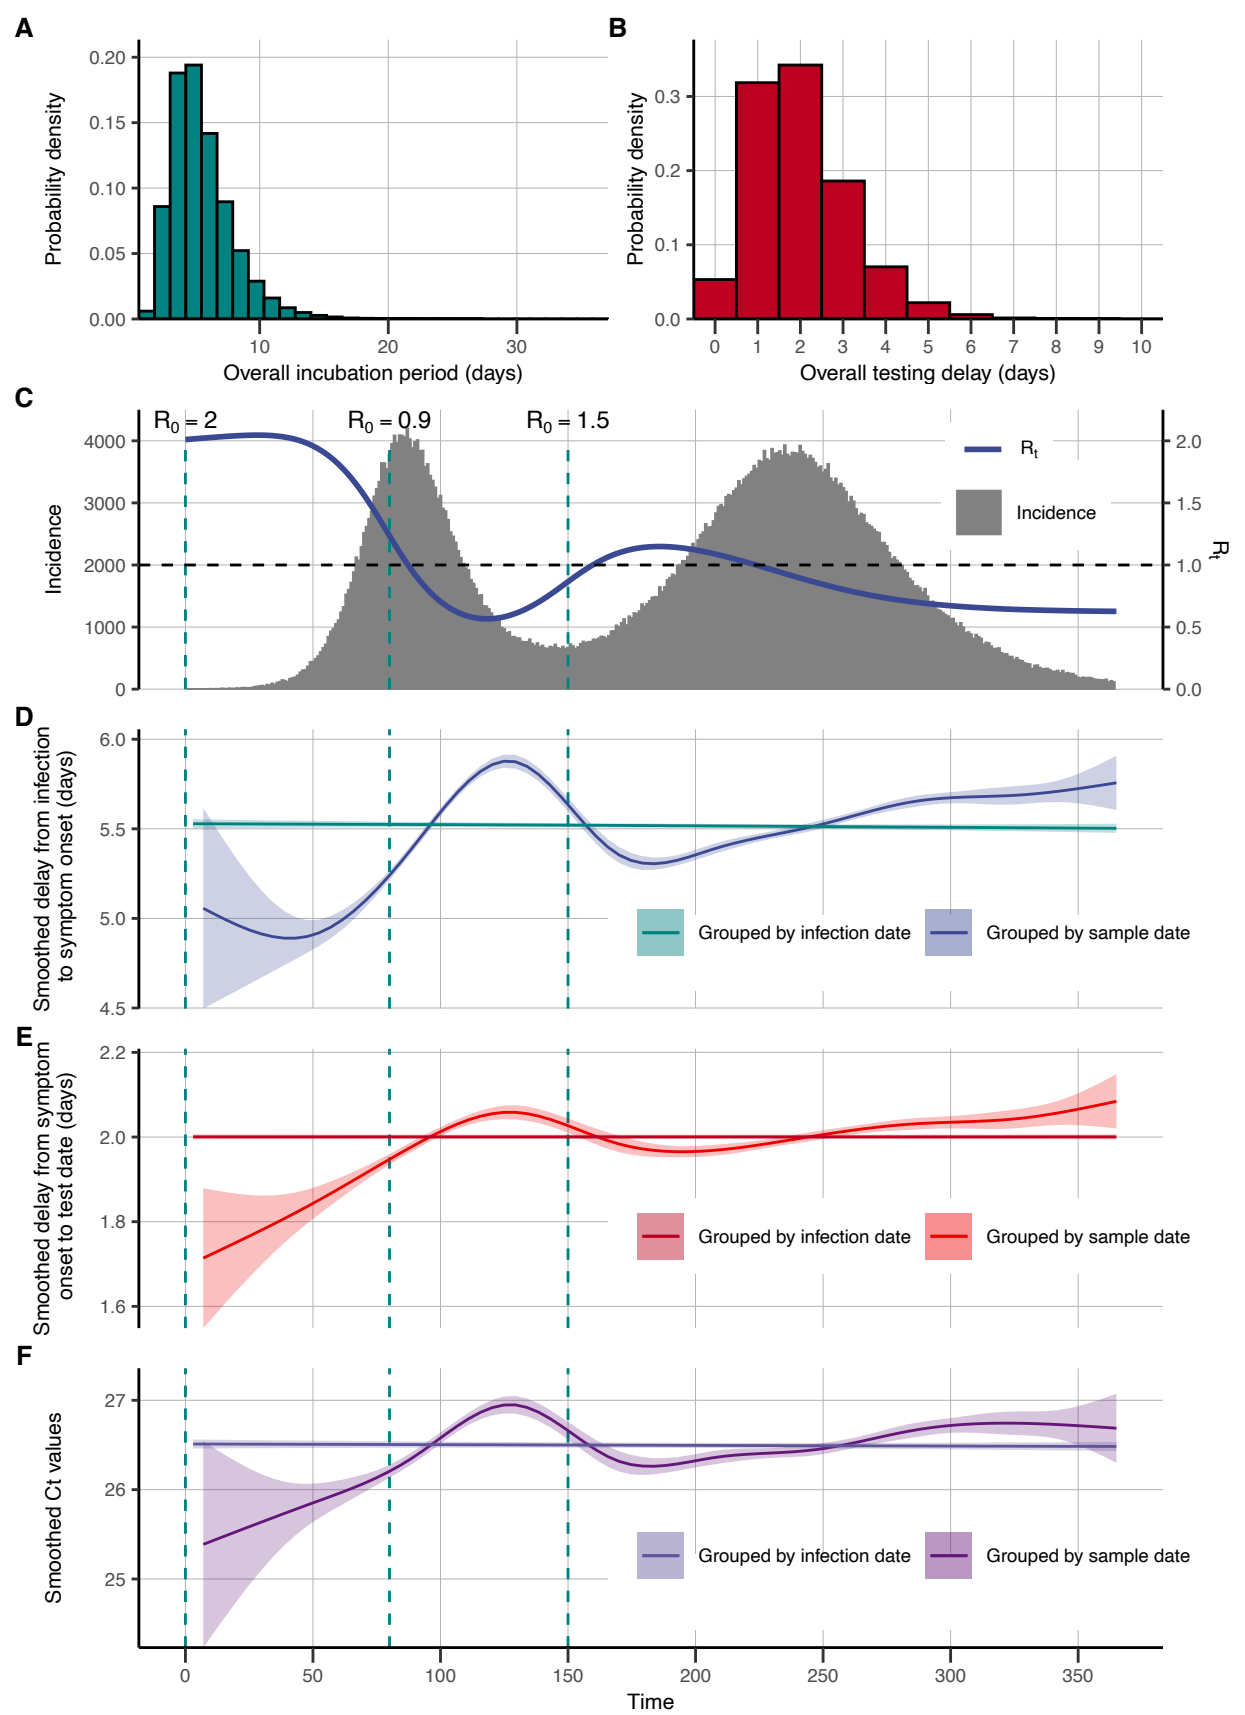 A
B
0.20
0.15
0.10
0.05
0.00
Probability density
10
20
30
Overall incubation period (days)
0.3
0.2
0.1
0.0
Probability density
0
1
2
3
4
5
6
7
8
9
10
Overall testing delay (days)
C
R0 = 2
R0 = 0.9
R0 = 1.5
4000
3000
2000
1000
0
Incidence
2.0
1.5
1.0
0.5
0.0
Rt
Rt
Incidence
D
6.0
5.5
5.0
4.5
Smoothed delay from infection
to symptom onset (days)
Grouped by infection date
Grouped by sample date
E
2.2
2.0
1.8
1.6
Smoothed delay from symptom
onset to test date (days)
Grouped by infection date
Grouped by sample date
F
27
26
25
Smoothed Ct values
Grouped by infection date
Grouped by sample date
0
50
100
150
200
250
300
350
Time